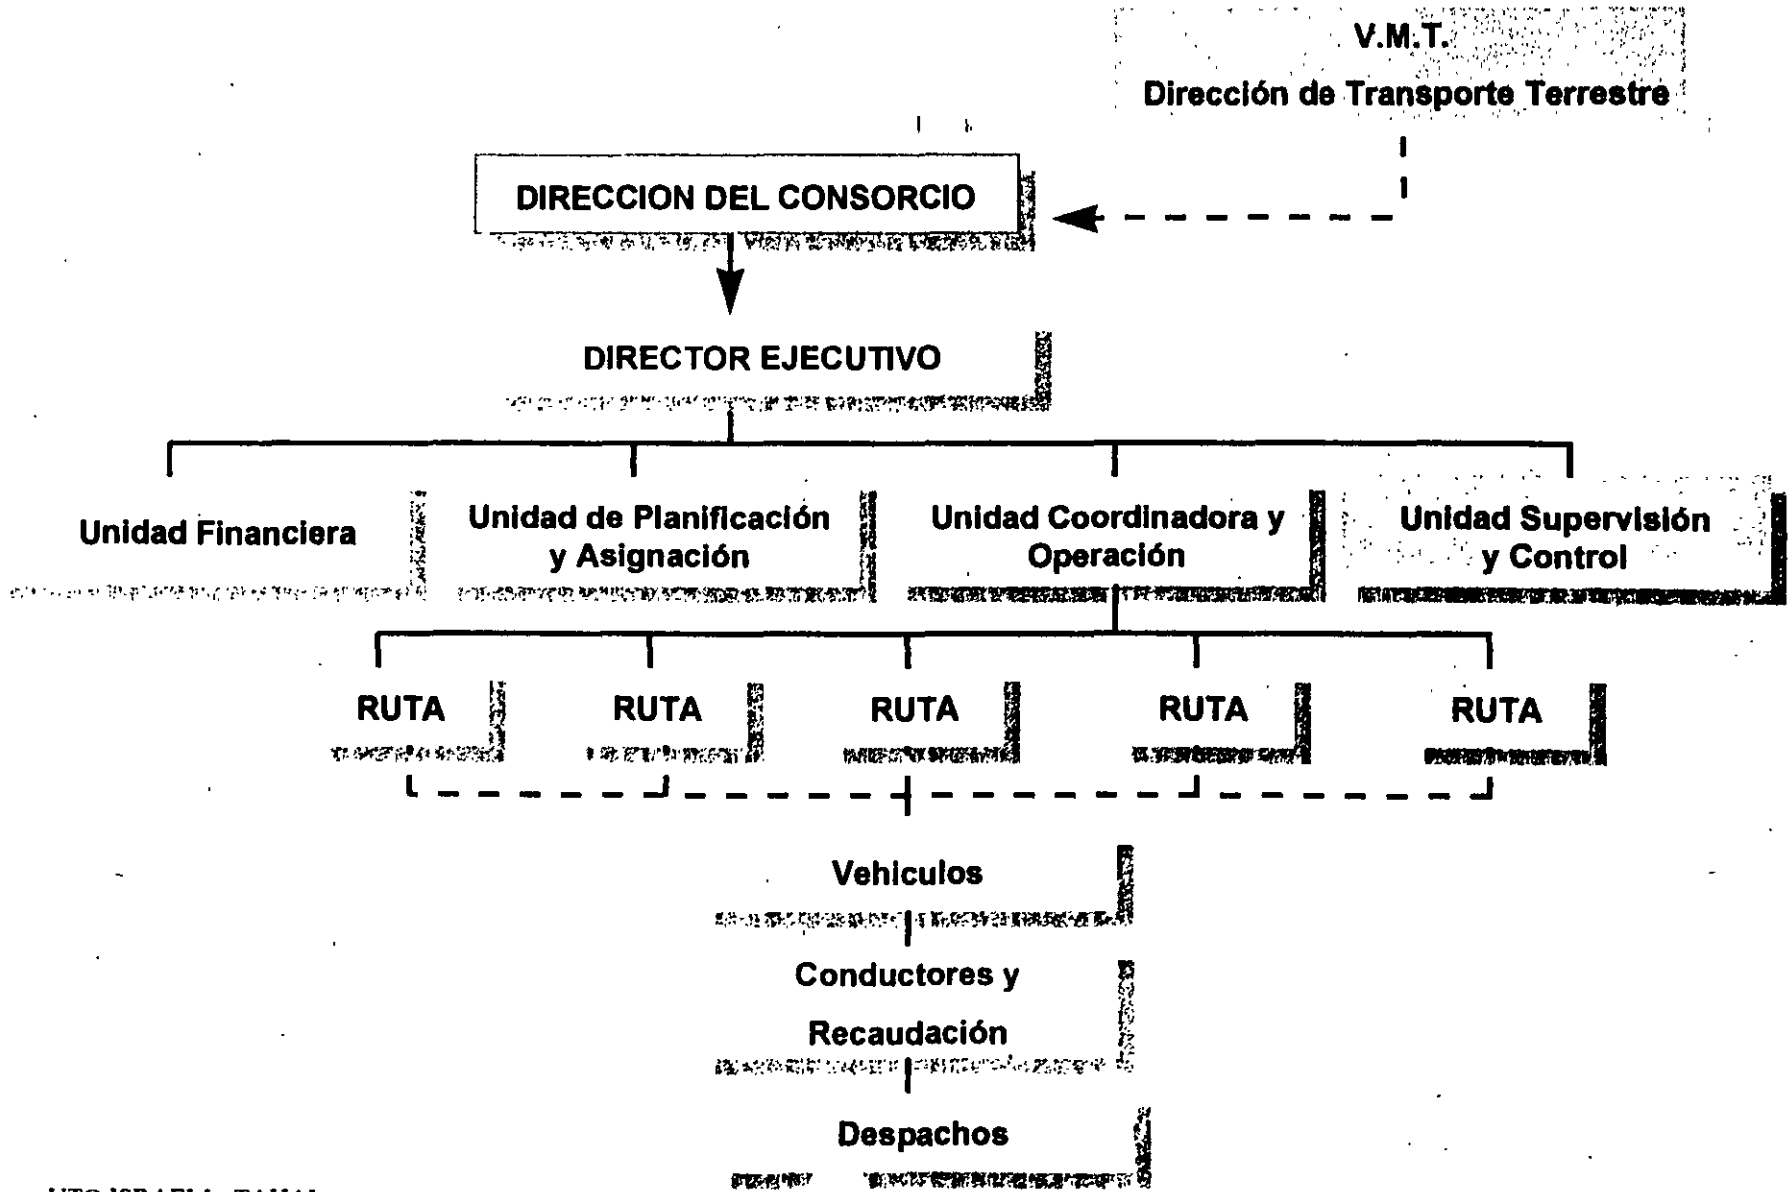 V.M.T.
Dirección de Transporte Terrestre
DIRECCION DEL CONSORCIO
DIRECTOR EJECUTIVO
Unidad Financiera
Unidad de Planificación
y Asignación
Unidad Coordinadora y
Operación
Unidad Supervisión
y Control
RUTA
RUTA
RUTA
RUTA
RUTA
Vehiculos
Conductores y
Recaudación
Despachos